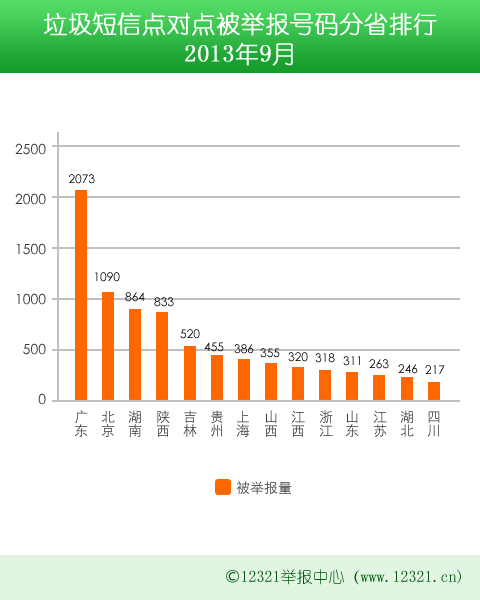 垃圾短信点对点被举报号码分省排行
2013年9月
2500
2000
1500
1000
500
0
2073
1090
864
833
520
455
386
355
320
318
311
263
246
217
广东
北京
湖南
陕西
吉林
贵州
上海
山西
江西
浙江
山东
江苏
湖北
四川
被举报量
©12321举报中心 (www.12321.cn)